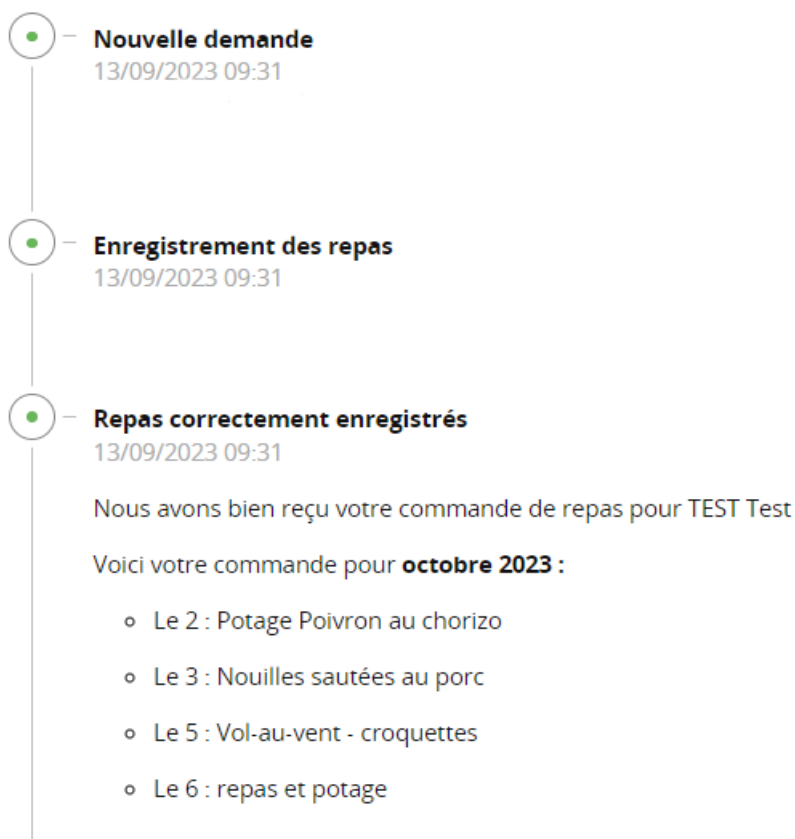 Nouvelle demande
13/09/2023 09:31
Enregistrement des repas
13/09/2023 09:31
Repas correctement enregistrés
13/09/2023 09:31
Nous avons bien reçu votre commande de repas pour TEST Test
Voici votre commande pour octobre 2023 :
Le 2 : Potage Poivron au chorizo
Le 3 : Nouilles sautées au porc
Le 5 : Vol-au-vent - croquettes
Le 6 : repas et potage